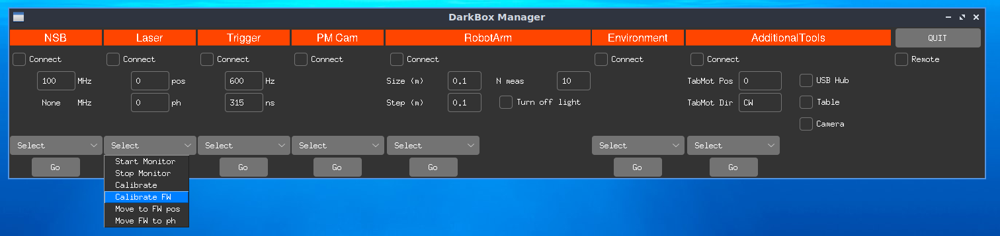 DarkBox Manager
NSB Laser Trigger PM Cam RobotArm Environment AdditionalTools QUIT
Connect Connect Connect Connect Connect Connect Connect Remote
100 MHz 0 pos 600 Hz Size (m) 0.1 N meas 10 TabMot Pos 0 USB Hub
None MHz 0 ph 315 ns Step (m) 0.1 Turn off light TabMot Dir CW Table
Camera
Select Select Select Select Select Select Select
Go Go Go Go Go Go
Start Monitor
Stop Monitor
Calibrate
Calibrate FW
Move to FW pos
Move FW to ph